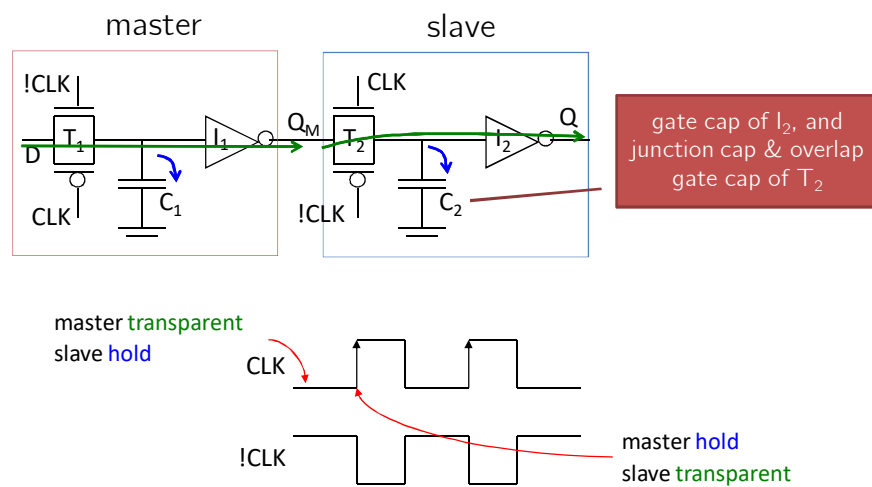 master
slave
!CLK
CLK
T1
I1
QM
T2
I2
Q
D
C1
C2
CLK
!CLK
gate cap of I2, and
junction cap & overlap
gate cap of T2
master transparent
slave hold
CLK
!CLK
master hold
slave transparent